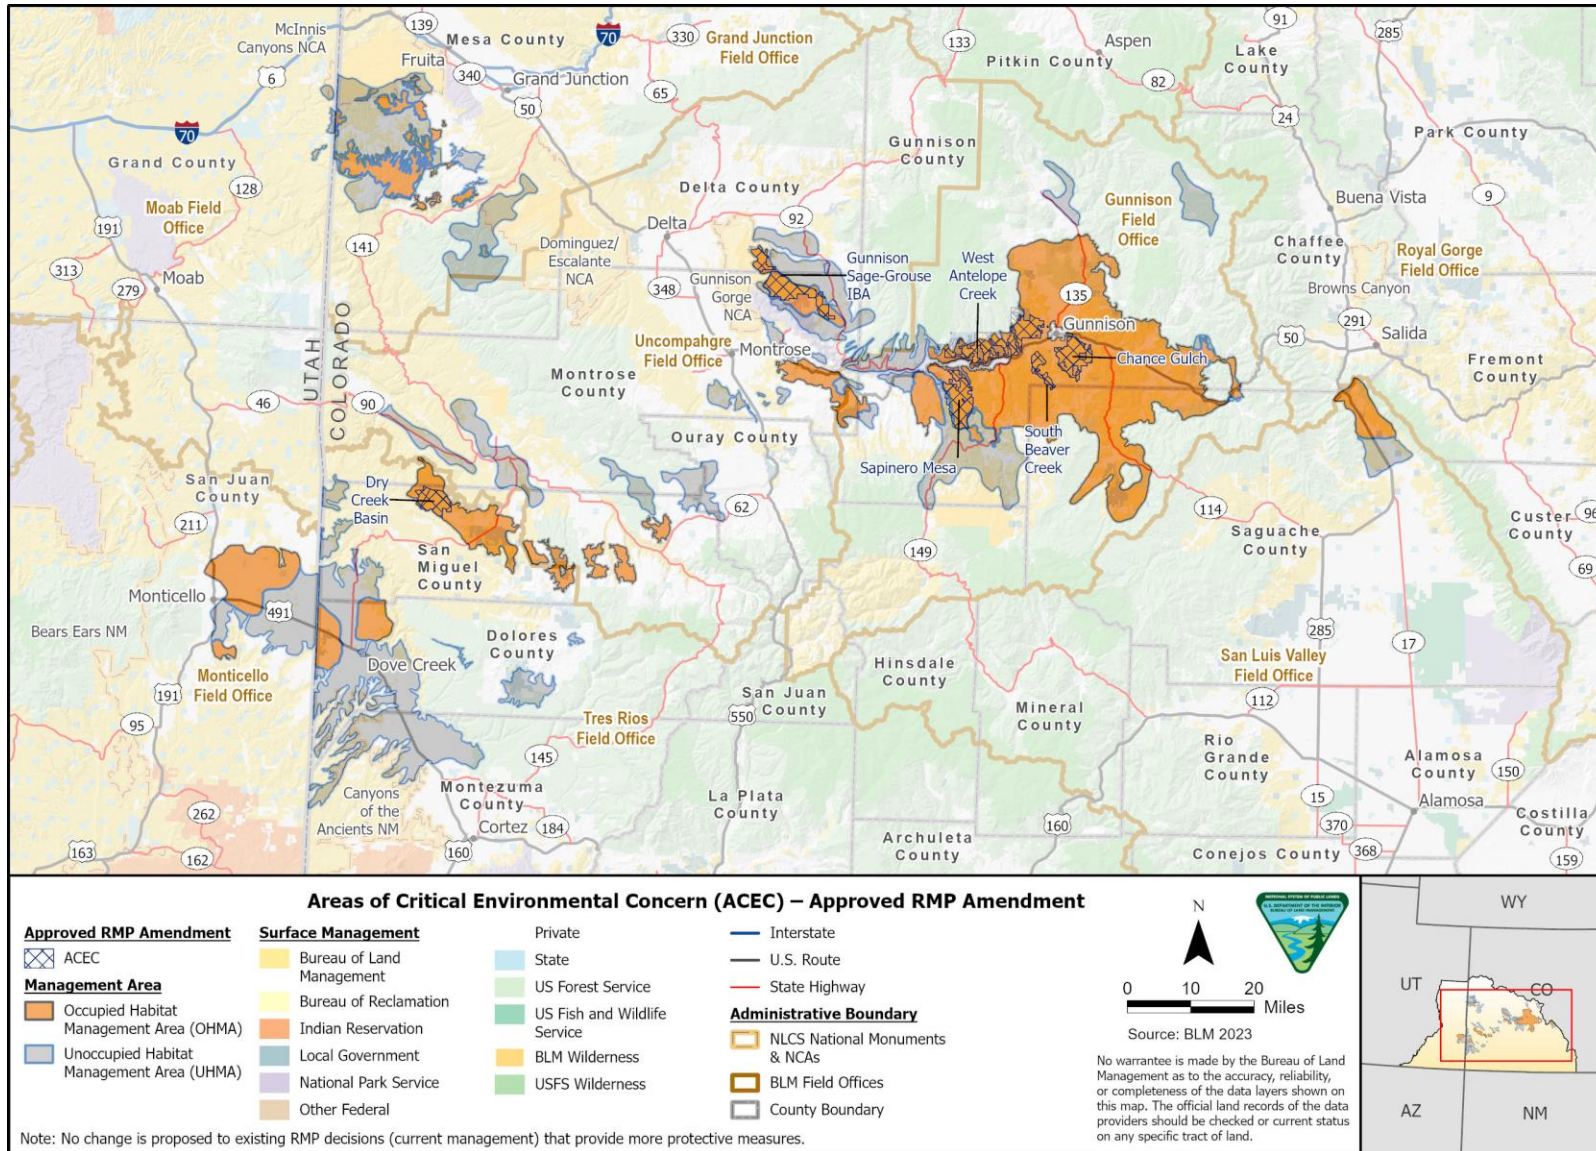 McInnis
Canyons NCA
139
Mesa County
70
330
Grand Junction
Field Office
133
Aspen
Pitkin County
91
285
Lake
County
Fruita
6
340
Grand Junction
50
65
82
24
70
Grand County
128
Gunnison
County
Park County
Moab Field
Office
191
Delta County
92
Delta
Buena Vista
9
Gunnison
Field
Office
141
Dominguez/
Escalante
NCA
Gunnison
Sage-Grouse
IBA
West
Antelope
Creek
Chaffee
County
Royal Gorge
Field Office
313
Moab
279
348
Gunnison
Gorge
NCA
135
Browns Canyon
Gunnison
291
Salida
50
UTAH
COLORADO
Uncompahgre
Field Office
Montrose
Chance Gulch
Fremont
County
Montrose
County
46
90
Ouray County
Sapinero Mesa
South
Beaver
Creek
San Juan
County
Dry
Creek
Basin
62
114
Saguache
County
Custer
County
96
211
149
San
Miguel
County
69
Monticello
491
Bears Ears NM
Dolores
County
285
17
Dove Creek
Hinsdale
County
San Luis Valley
Field Office
Monticello
Field Office
191
95
San Juan
County
550
Mineral
County
112
Tres Rios
Field Office
145
Rio
Grande
County
Alamosa
County
150
Montezuma
County
La Plata
County
15
Alamosa
Canyons
of the
Ancients NM
262
Cortez
184
160
370
Costilla
County
163
162
160
Archuleta
County
Conejos County
368
159
Areas of Critical Environmental Concern (ACEC) – Approved RMP Amendment
Approved RMP Amendment
ACEC
Management Area
Occupied Habitat
Management Area (OHMA)
Unoccupied Habitat
Management Area (UHMA)
Surface Management
Bureau of Land
Management
Bureau of Reclamation
Indian Reservation
Local Government
National Park Service
Other Federal
Private
State
US Forest Service
US Fish and Wildlife
Service
BLM Wilderness
USFS Wilderness
Interstate
U.S. Route
State Highway
Administrative Boundary
NLCS National Monuments
& NCAs
BLM Field Offices
County Boundary
N
NATIONAL SYSTEM OF PUBLIC LANDS
U.S. DEPARTMENT OF THE INTERIOR
BUREAU OF LAND MANAGEMENT
0 10 20
Miles
Source: BLM 2023
No warrantee is made by the Bureau of Land
Management as to the accuracy, reliability,
or completeness of the data layers shown on
this map. The official land records of the data
providers should be checked or current status
on any specific tract of land.
WY
UT
CO
AZ
NM
Note: No change is proposed to existing RMP decisions (current management) that provide more protective measures.